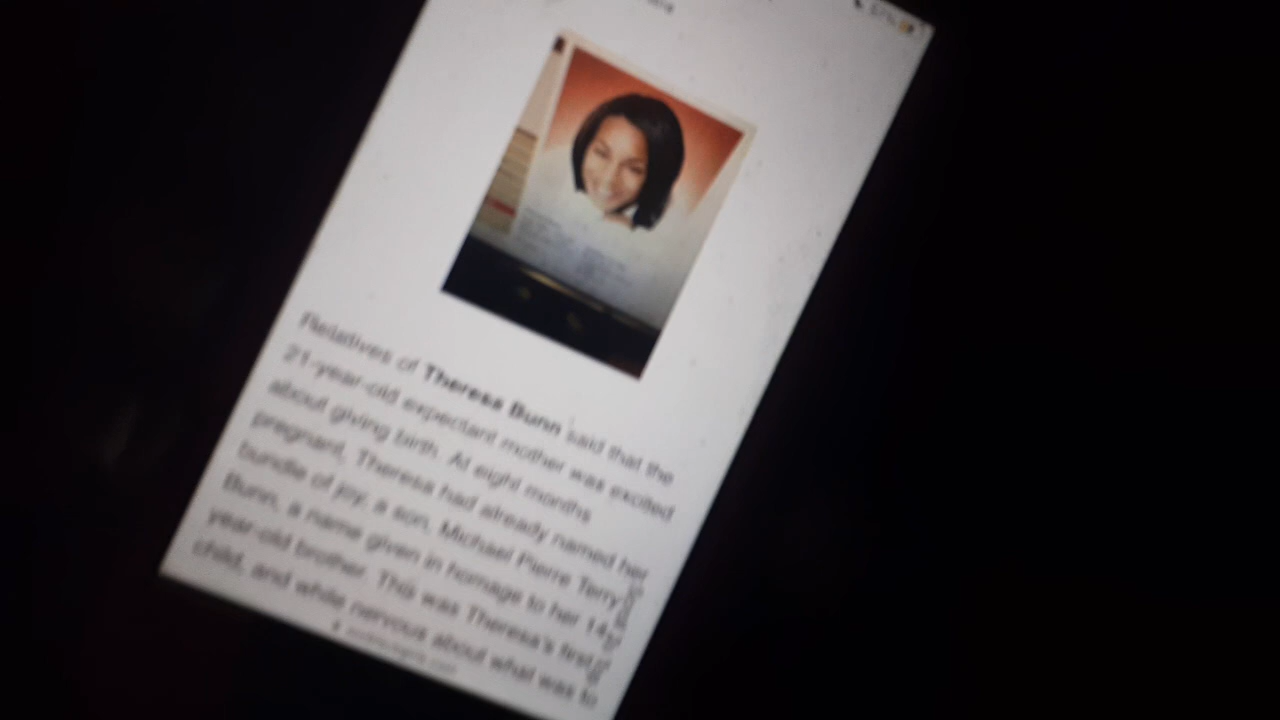 Relatives of Theresa Bunn said that the
21-year-old expectant mother was excited
about giving birth. At eight months
pregnant, Theresa had already named her
bundle of joy, a son, Michael Pierre Terry
Bunn, a name given in homage to her 14-
year-old brother. This was Theresa's first
child, and while nervous about what was to